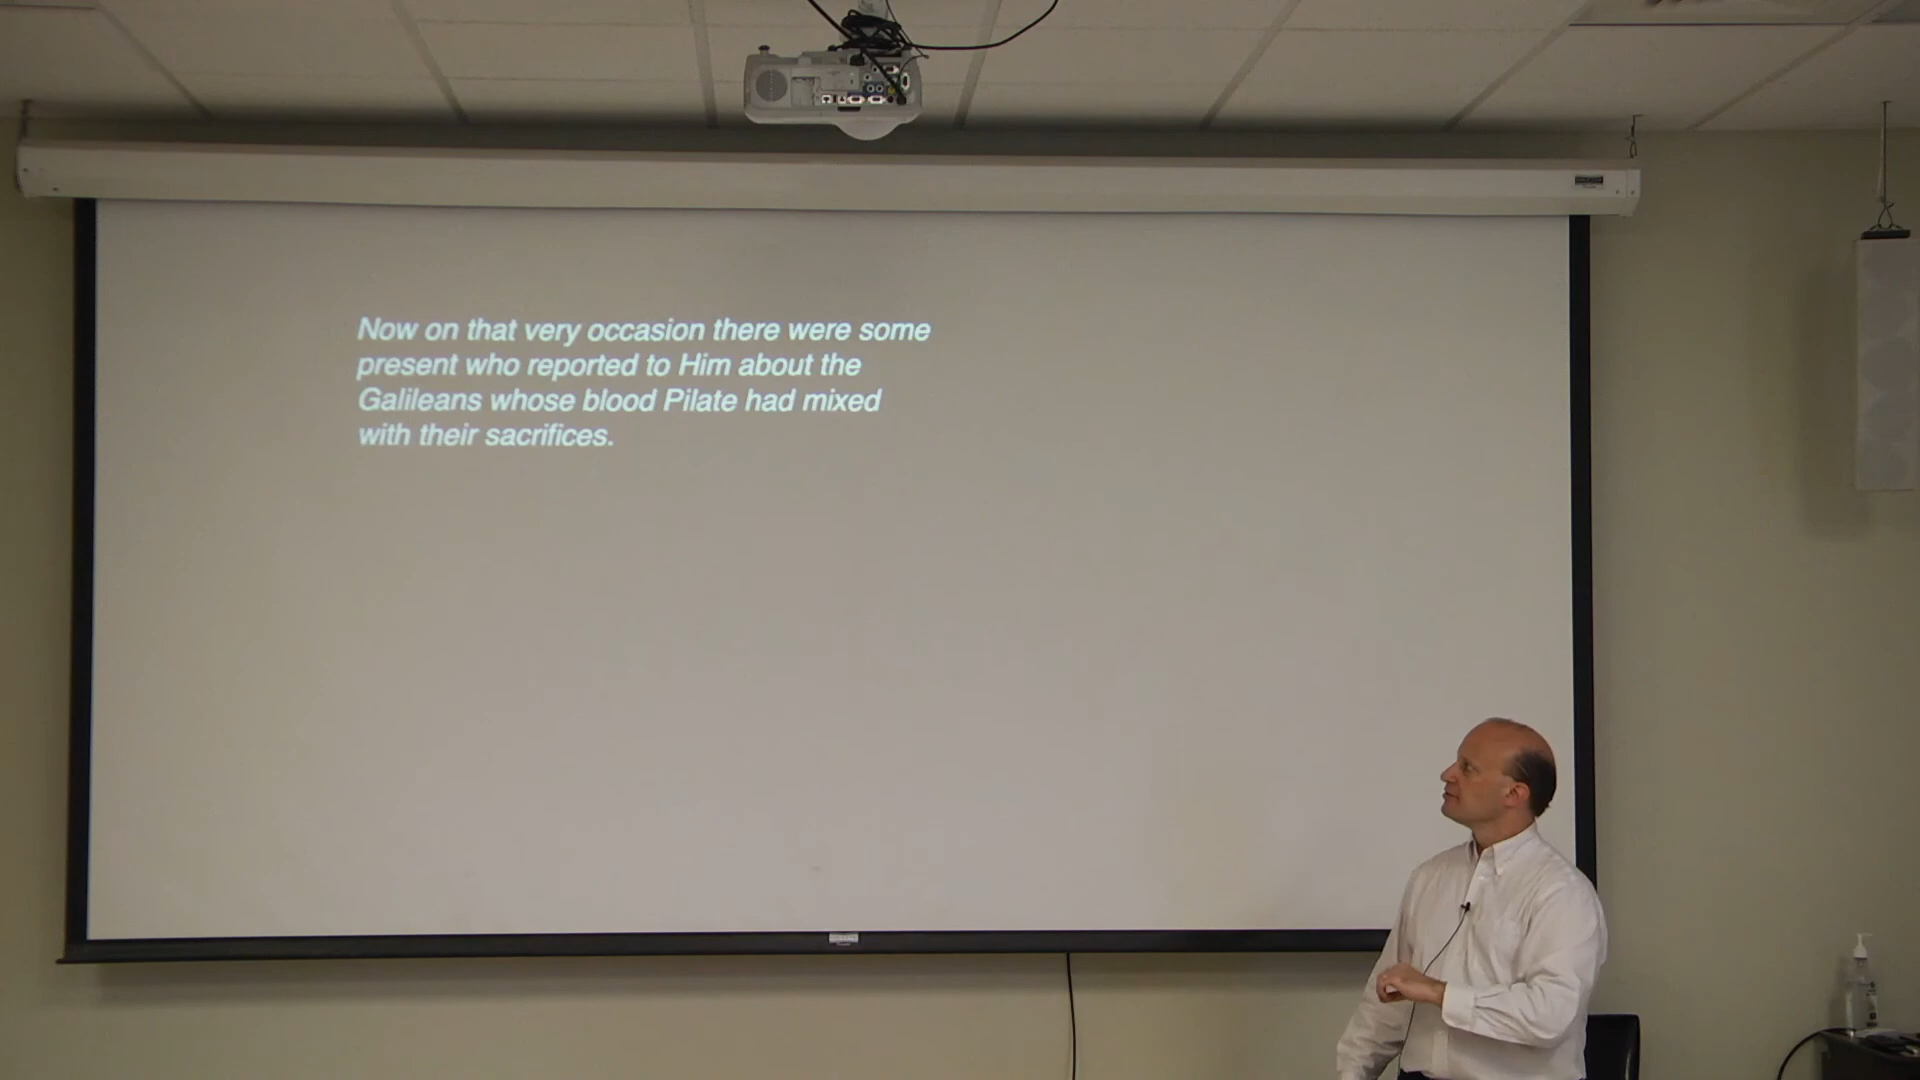 Now on that very occasion there were some
present who reported to Him about the
Galileans whose blood Pilate had mixed
with their sacrifices.